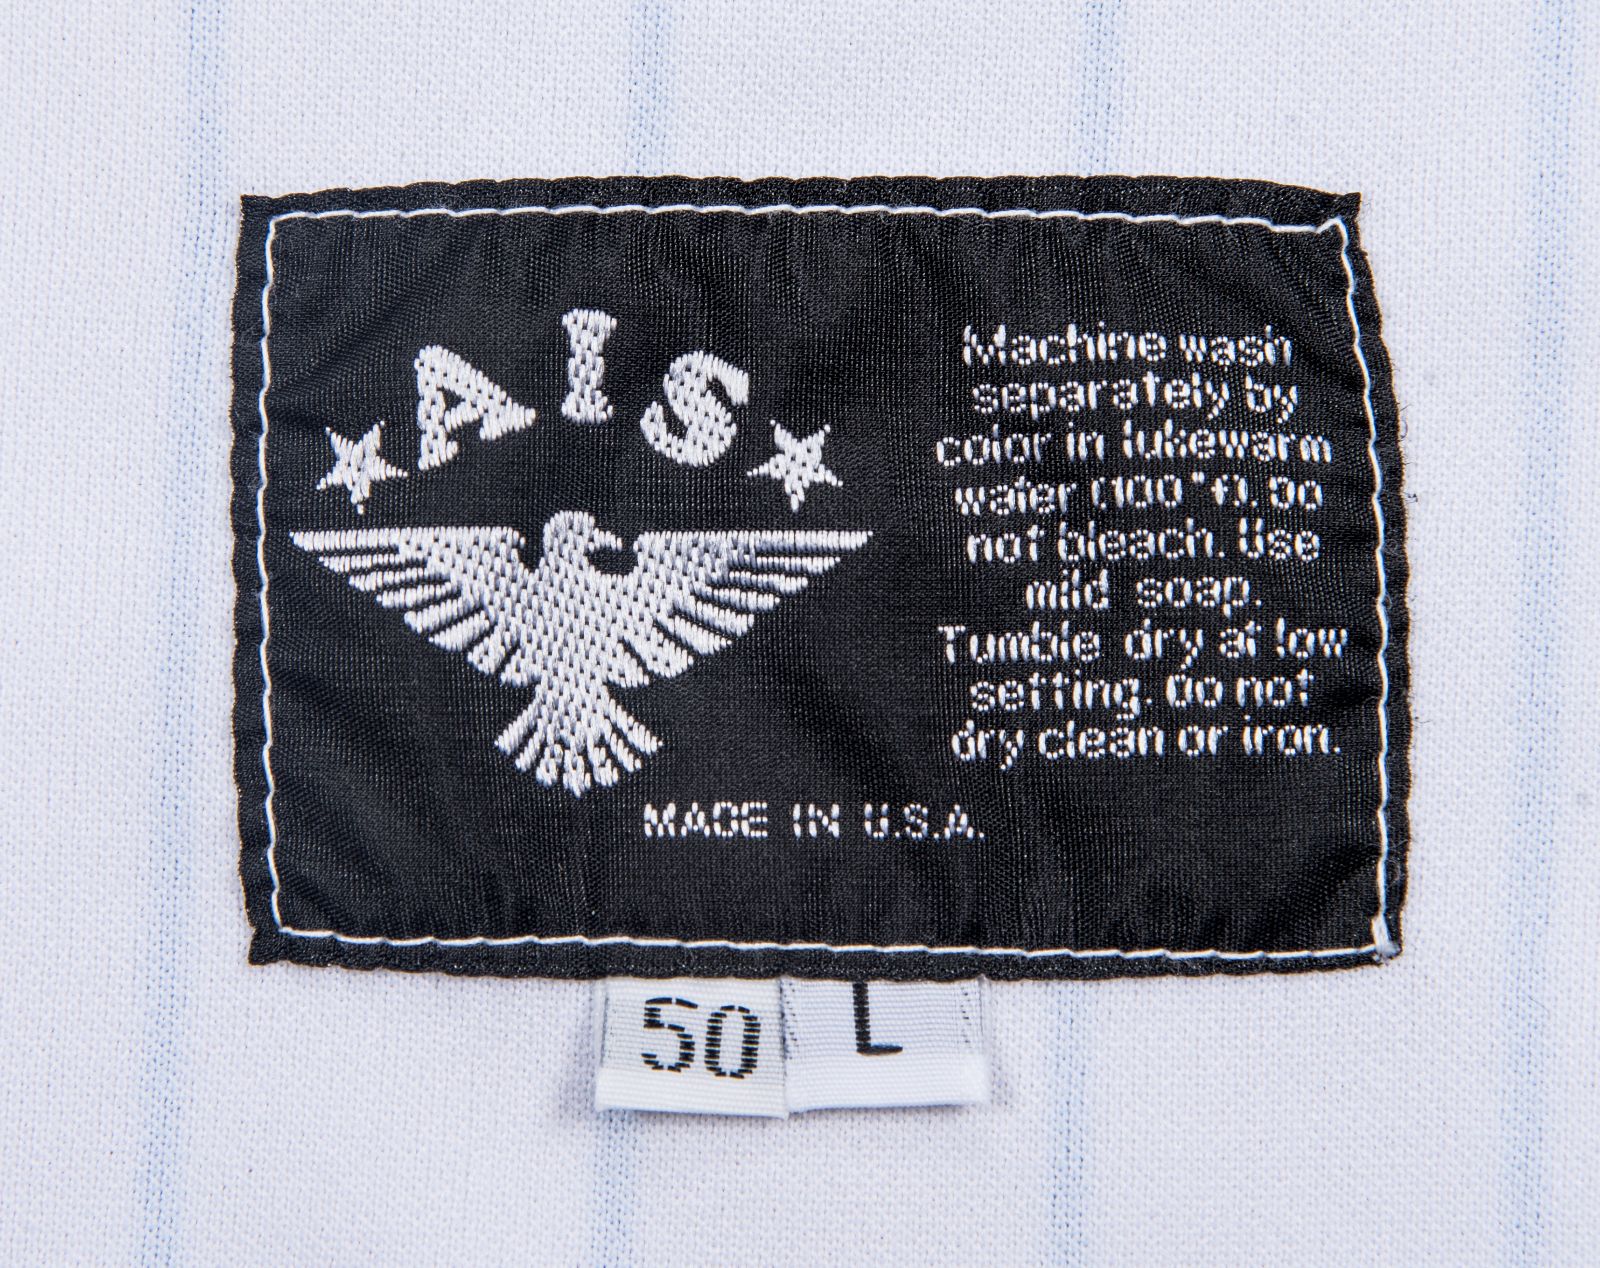 AIS
Machine wash
separately by
color in lukewarm
water (100 °f). Do
not bleach. Use
mild soap.
Tumble dry at low
setting. Do not
dry clean or iron.
MADE IN U.S.A.
50 L